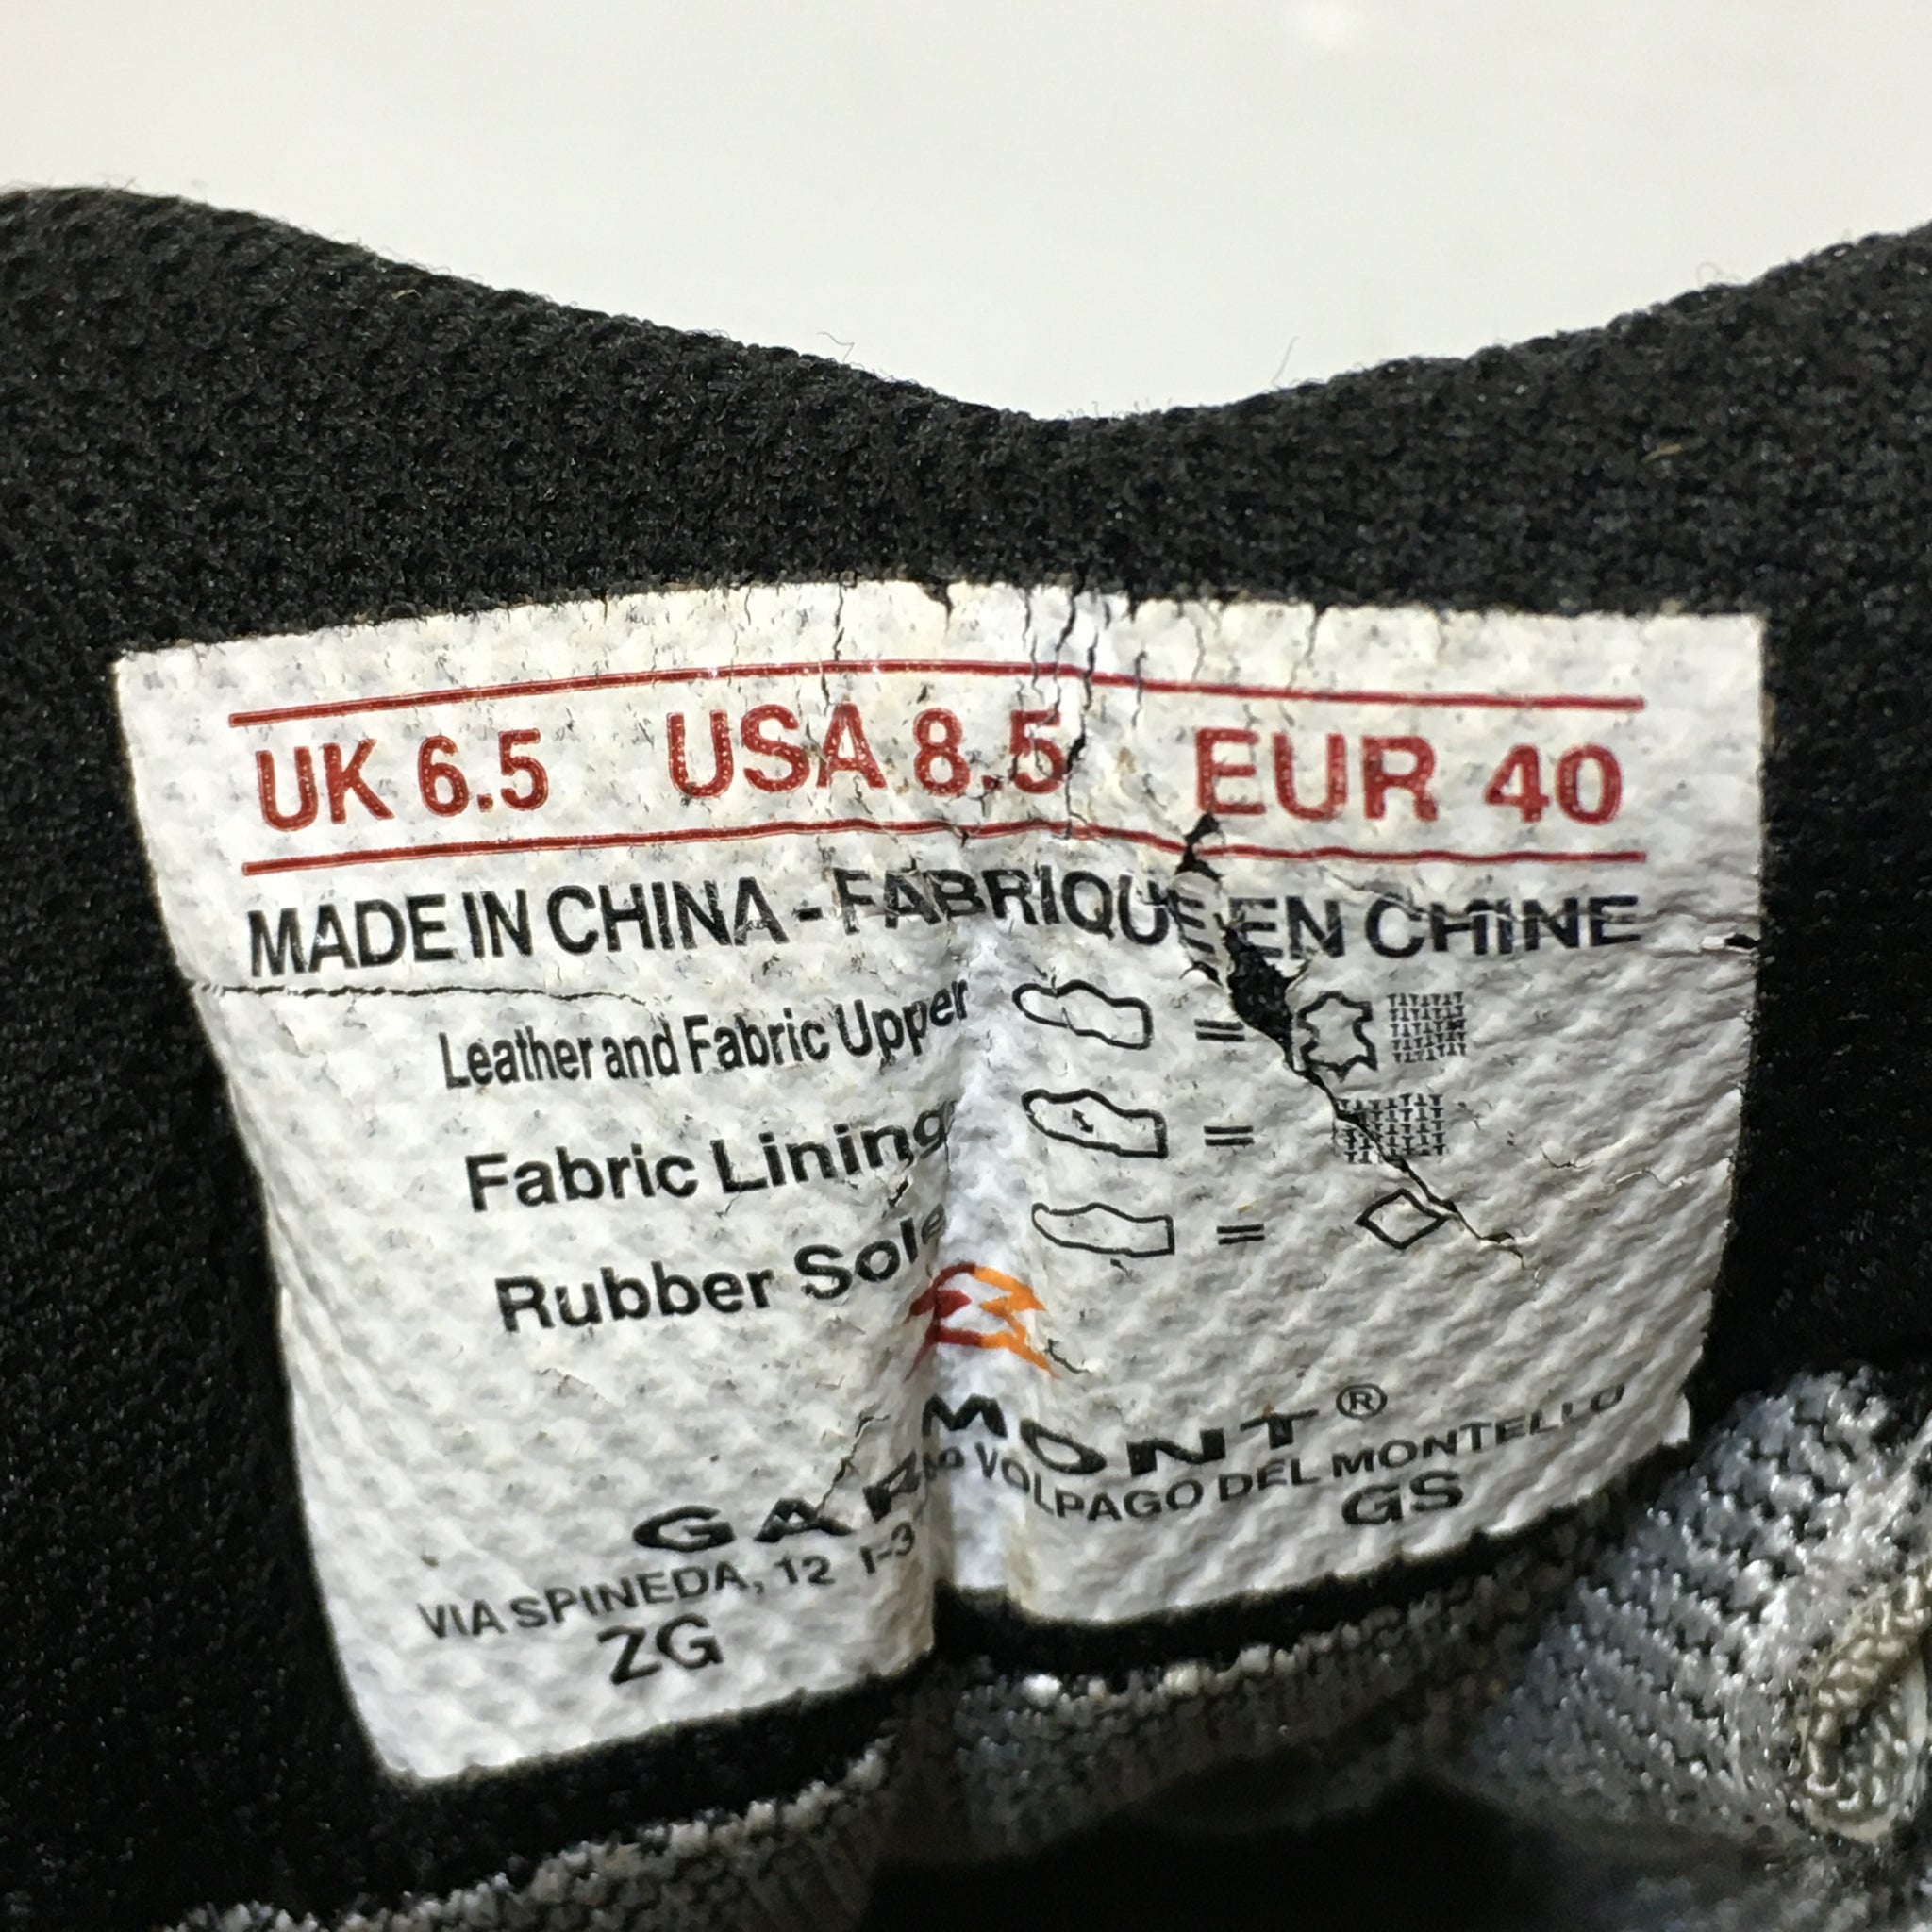 UK 6.5 USA 8.5 EUR 40
MADE IN CHINA - FABRIQUE EN CHINE
Leather and Fabric Upper =
Fabric Lining =
Rubber Sole =
GARMONT®
VIA SPINEDA, 12 I-3 VOLPAGO DEL MONTELLO
ZG GS